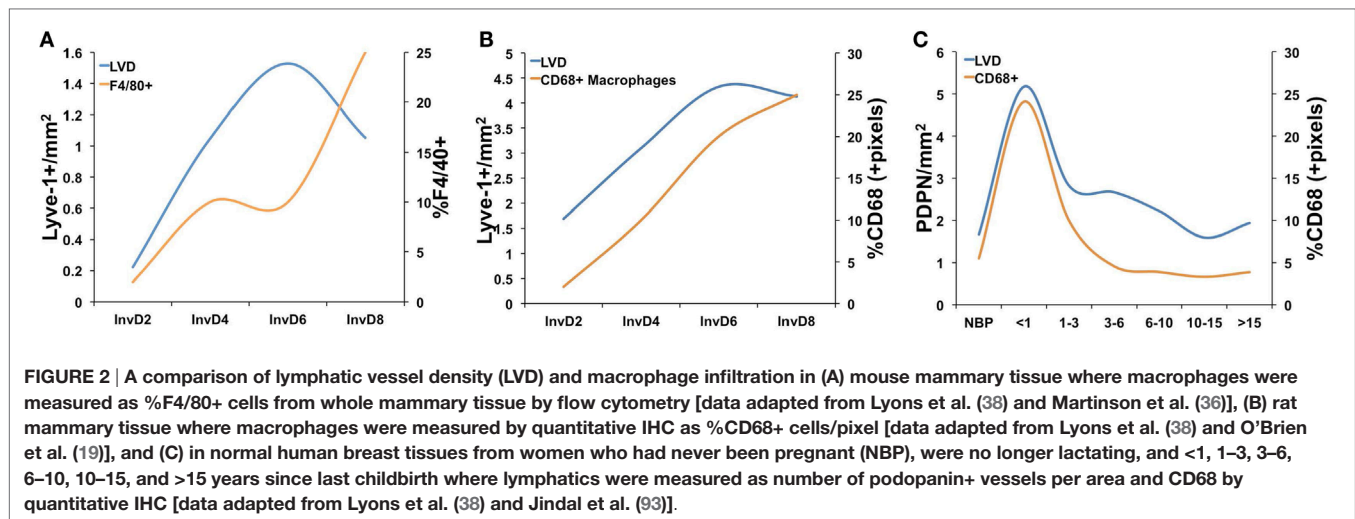 A
LVD
F4/80+
Lyve-1+/mm²
1.6
1.4
1.2
1
0.8
0.6
0.4
0.2
0
25
20
15
10
5
0
%F4/40+
InvD2 InvD4 InvD6 InvD8
B
LVD
CD68+ Macrophages
Lyve-1+/mm²
5
4.5
4
3.5
3
2.5
2
1.5
1
0.5
0
30
25
20
15
10
5
0
%CD68 (+pixels)
InvD2 InvD4 InvD6 InvD8
C
LVD
CD68+
PDPN/mm²
6
5
4
3
2
1
0
30
25
20
15
10
5
0
%CD68 (+pixels)
NBP <1 1-3 3-6 6-10 10-15 >15
FIGURE 2 | A comparison of lymphatic vessel density (LVD) and macrophage infiltration in (A) mouse mammary tissue where macrophages were
measured as %F4/80+ cells from whole mammary tissue by flow cytometry [data adapted from Lyons et al. (38) and Martinson et al. (36)], (B) rat
mammary tissue where macrophages were measured by quantitative IHC as %CD68+ cells/pixel [data adapted from Lyons et al. (38) and O'Brien
et al. (19)], and (C) in normal human breast tissues from women who had never been pregnant (NBP), were no longer lactating, and <1, 1–3, 3–6,
6–10, 10–15, and >15 years since last childbirth where lymphatics were measured as number of podopanin+ vessels per area and CD68 by
quantitative IHC [data adapted from Lyons et al. (38) and Jindal et al. (93)].